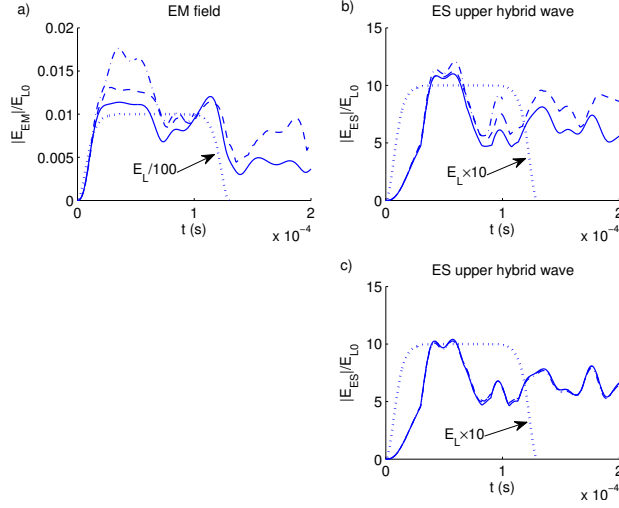 a)
EM field
|E_EM|/E_L0
0.02
0.015
0.01
0.005
0
E_L/100
0
1
2
t (s)
x 10^-4
b)
ES upper hybrid wave
|E_ES|/E_L0
15
10
5
0
E_L×10
0
1
2
t (s)
x 10^-4
c)
ES upper hybrid wave
|E_ES|/E_L0
15
10
5
0
E_L×10
0
1
2
t (s)
x 10^-4